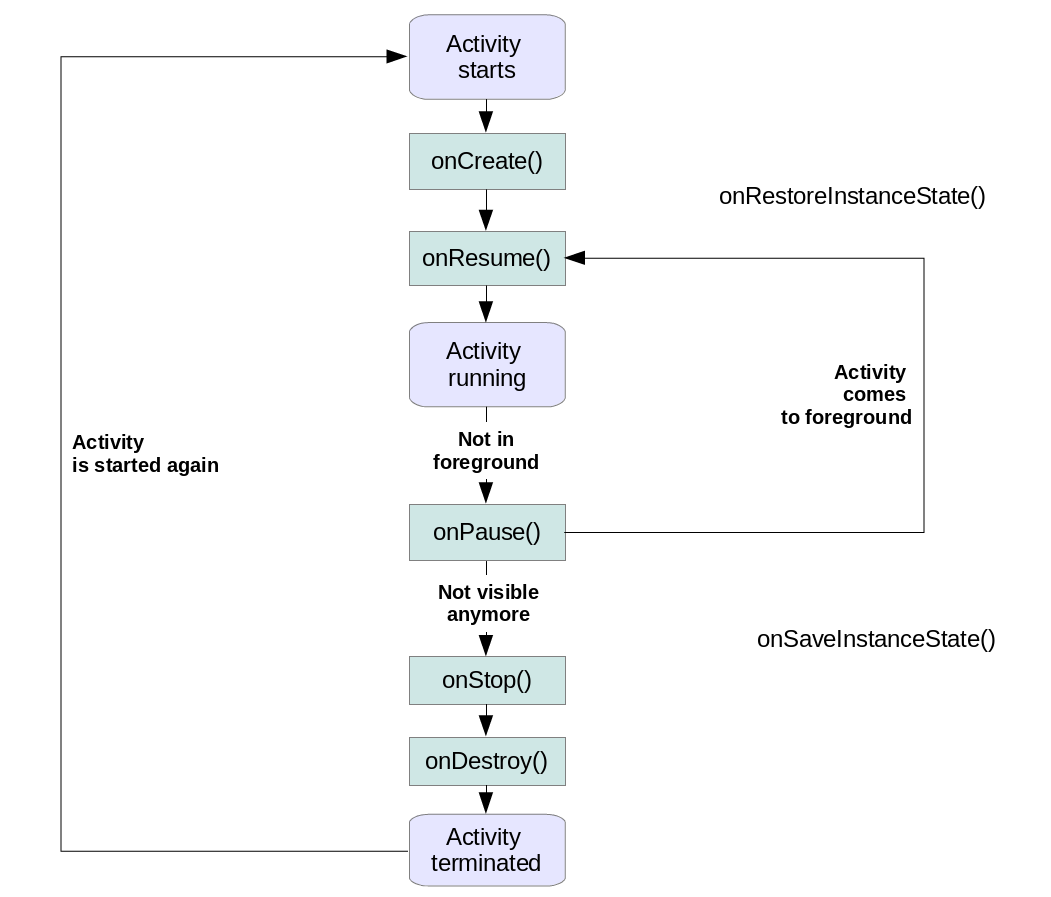 Activity
starts
onCreate()
onRestoreInstanceState()
onResume()
Activity
running
Activity
comes
to foreground
Not in
foreground
Activity
is started again
onPause()
Not visible
anymore
onSaveInstanceState()
onStop()
onDestroy()
Activity
terminated